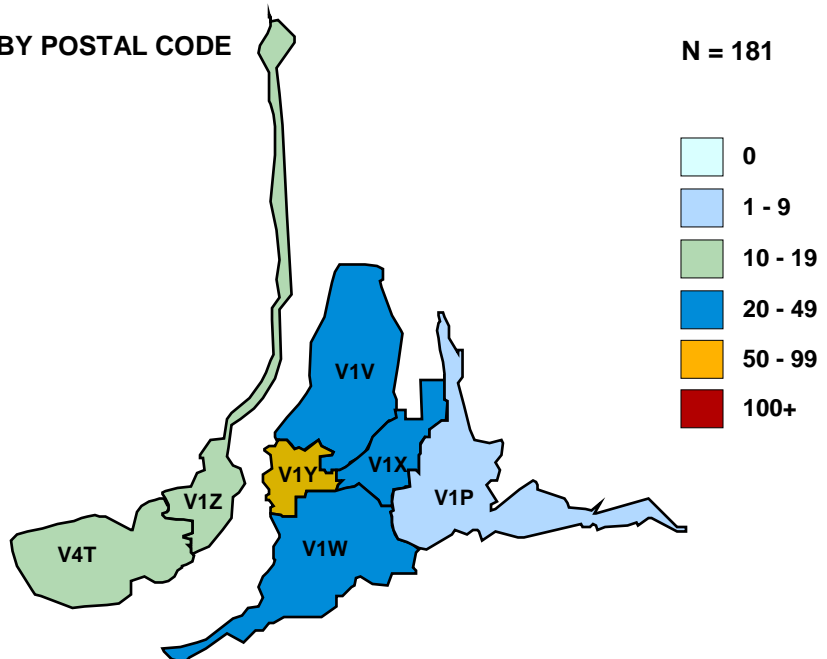 BY POSTAL CODE
N = 181
0
1 - 9
10 - 19
20 - 49
50 - 99
100+
V1V
V1X
V1Y
V1P
V1Z
V1W
V4T